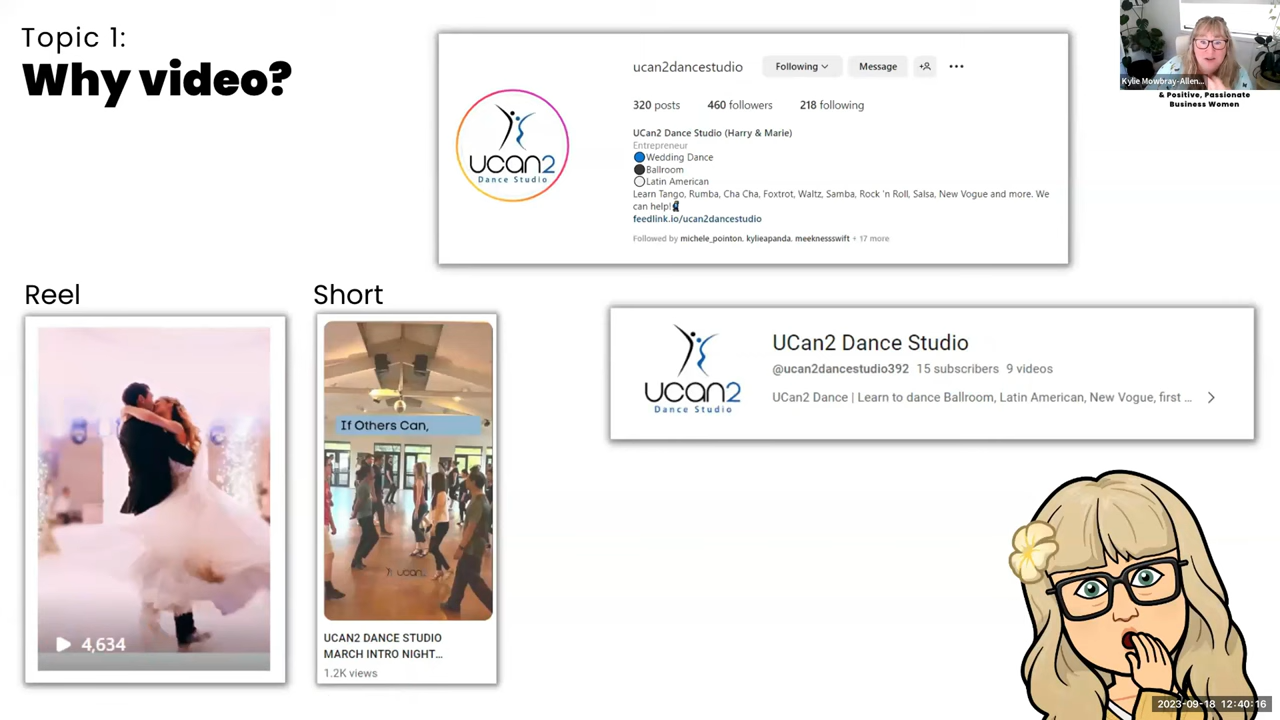 Topic 1:
Why video?
ucan2dancestudio
Following
Message
320 posts 460 followers 218 following
UCan2 Dance Studio (Harry & Marie)
Entrepreneur
Wedding Dance
Ballroom
Latin American
Learn Tango, Rumba, Cha Cha, Foxtrot, Waltz, Samba, Rock 'n Roll, Salsa, New Vogue and more. We
can help!
feedlink.io/ucan2dancestudio
Followed by michele_pointon, kylieapanda, meeknessswift + 17 more
UCAN2
Dance Studio
Kylie Mowbray-Allen...
& Positive, Passionate
Business Women
Reel
4,634
Short
If Others Can,
UCAN2
UCAN2 DANCE STUDIO
MARCH INTRO NIGHT...
1.2K views
UCAN2
Dance Studio
UCan2 Dance Studio
@ucan2dancestudio392 15 subscribers 9 videos
UCan2 Dance | Learn to dance Ballroom, Latin American, New Vogue, first ...
2023-09-18 12:40:16